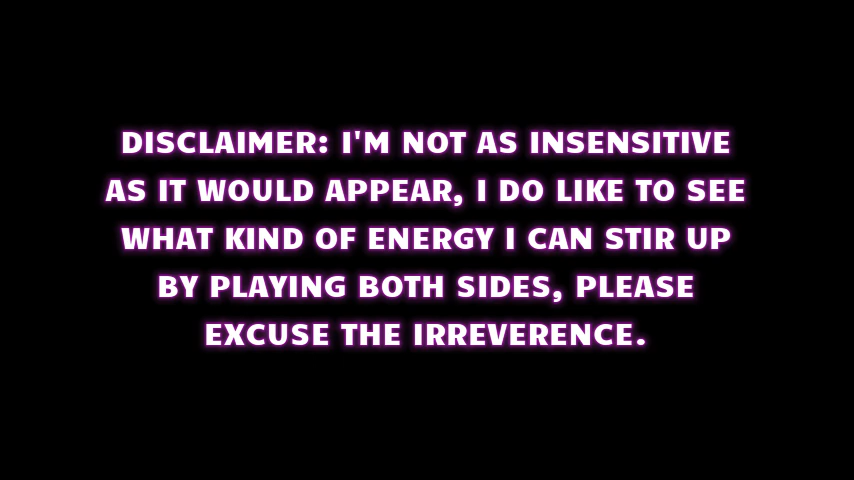 DISCLAIMER: I'M NOT AS INSENSITIVE
AS IT WOULD APPEAR, I DO LIKE TO SEE
WHAT KIND OF ENERGY I CAN STIR UP
BY PLAYING BOTH SIDES, PLEASE
EXCUSE THE IRREVERENCE.